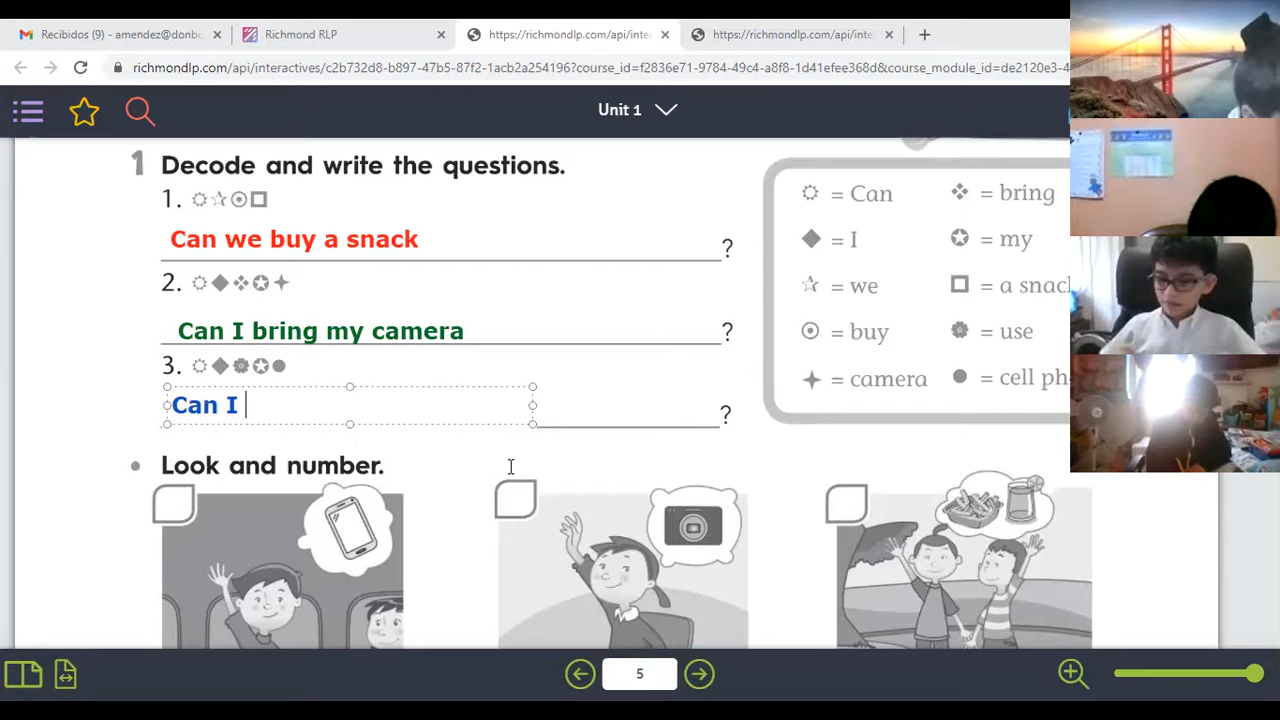 Recibidos (9) - amendez@donbo
Richmond RLP
https://richmondlp.com/api/inte
https://richmondlp.com/api/inte
richmondlp.com/api/interactives/c2b732d8-bb97-47b5-87f2-1acb2a254196?course_id=f2836e71-9784-49c4-a8f8-1d41efee368d&course_module_id=de2120e3-4
Unit 1
1 Decode and write the questions.
1.
Can we buy a snack ?
2.
Can I bring my camera ?
3.
Can I ?
= Can
= bring
= I
= my
= we
= a snack
= buy
= use
= camera
= cell ph
Look and number.
5